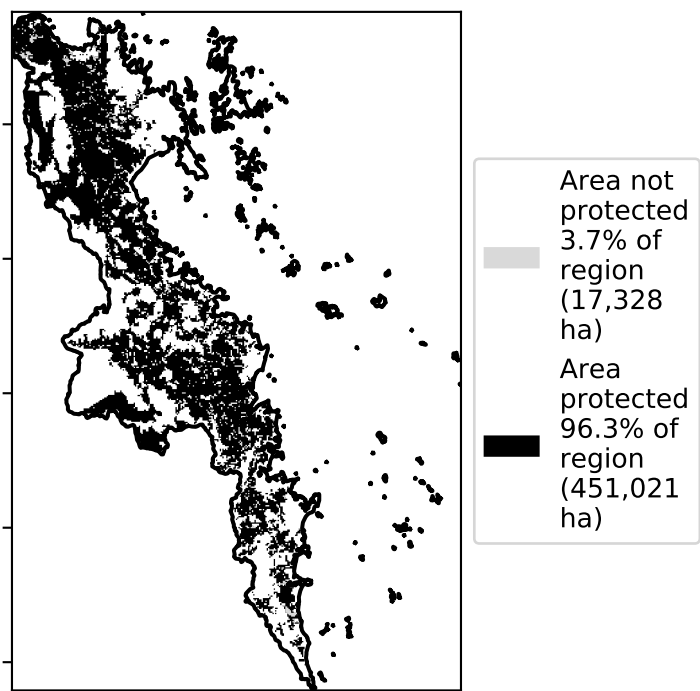 Area not
protected
3.7% of
region
(17,328
ha)
Area
protected
96.3% of
region
(451,021
ha)